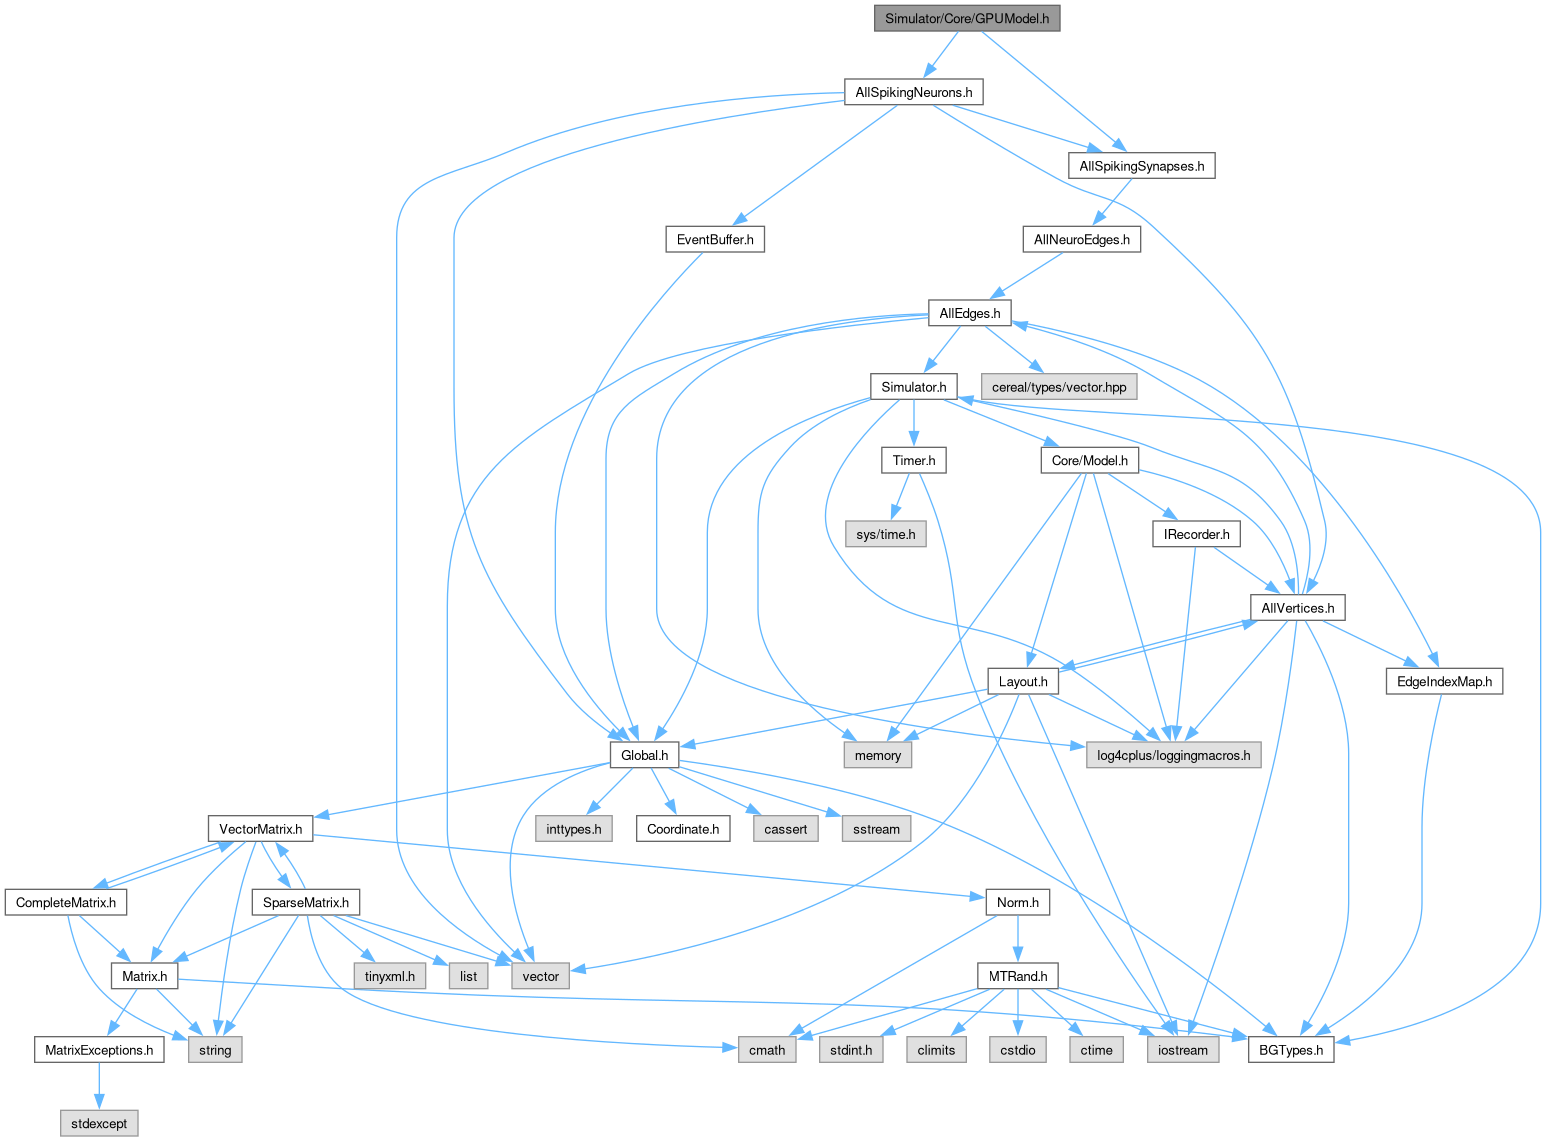 Simulator/Core/GPUModel.h
AllSpikingNeurons.h
AllSpikingSynapses.h
EventBuffer.h
AllNeuroEdges.h
AllEdges.h
Simulator.h
cereal/types/vector.hpp
Timer.h
Core/Model.h
sys/time.h
IRecorder.h
AllVertices.h
Layout.h
EdgeIndexMap.h
Global.h
memory
log4cplus/loggingmacros.h
VectorMatrix.h
inttypes.h
Coordinate.h
cassert
sstream
CompleteMatrix.h
SparseMatrix.h
Norm.h
Matrix.h
tinyxml.h
list
vector
MTRand.h
MatrixExceptions.h
string
cmath
stdint.h
climits
cstdio
ctime
iostream
BGTypes.h
stdexcept